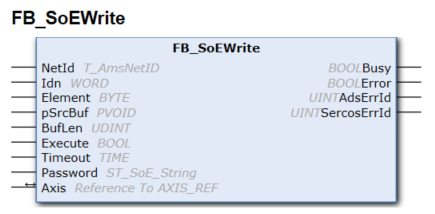 FB_SoEWrite
FB_SoEWrite
NetId T_AmsNetID BOOL Busy
Idn WORD BOOL Error
Element BYTE UINT AdsErrId
pSrcBuf PVOID UINT SercosErrId
BufLen UDINT
Execute BOOL
Timeout TIME
Password ST_SoE_String
Axis Reference To AXIS_REF